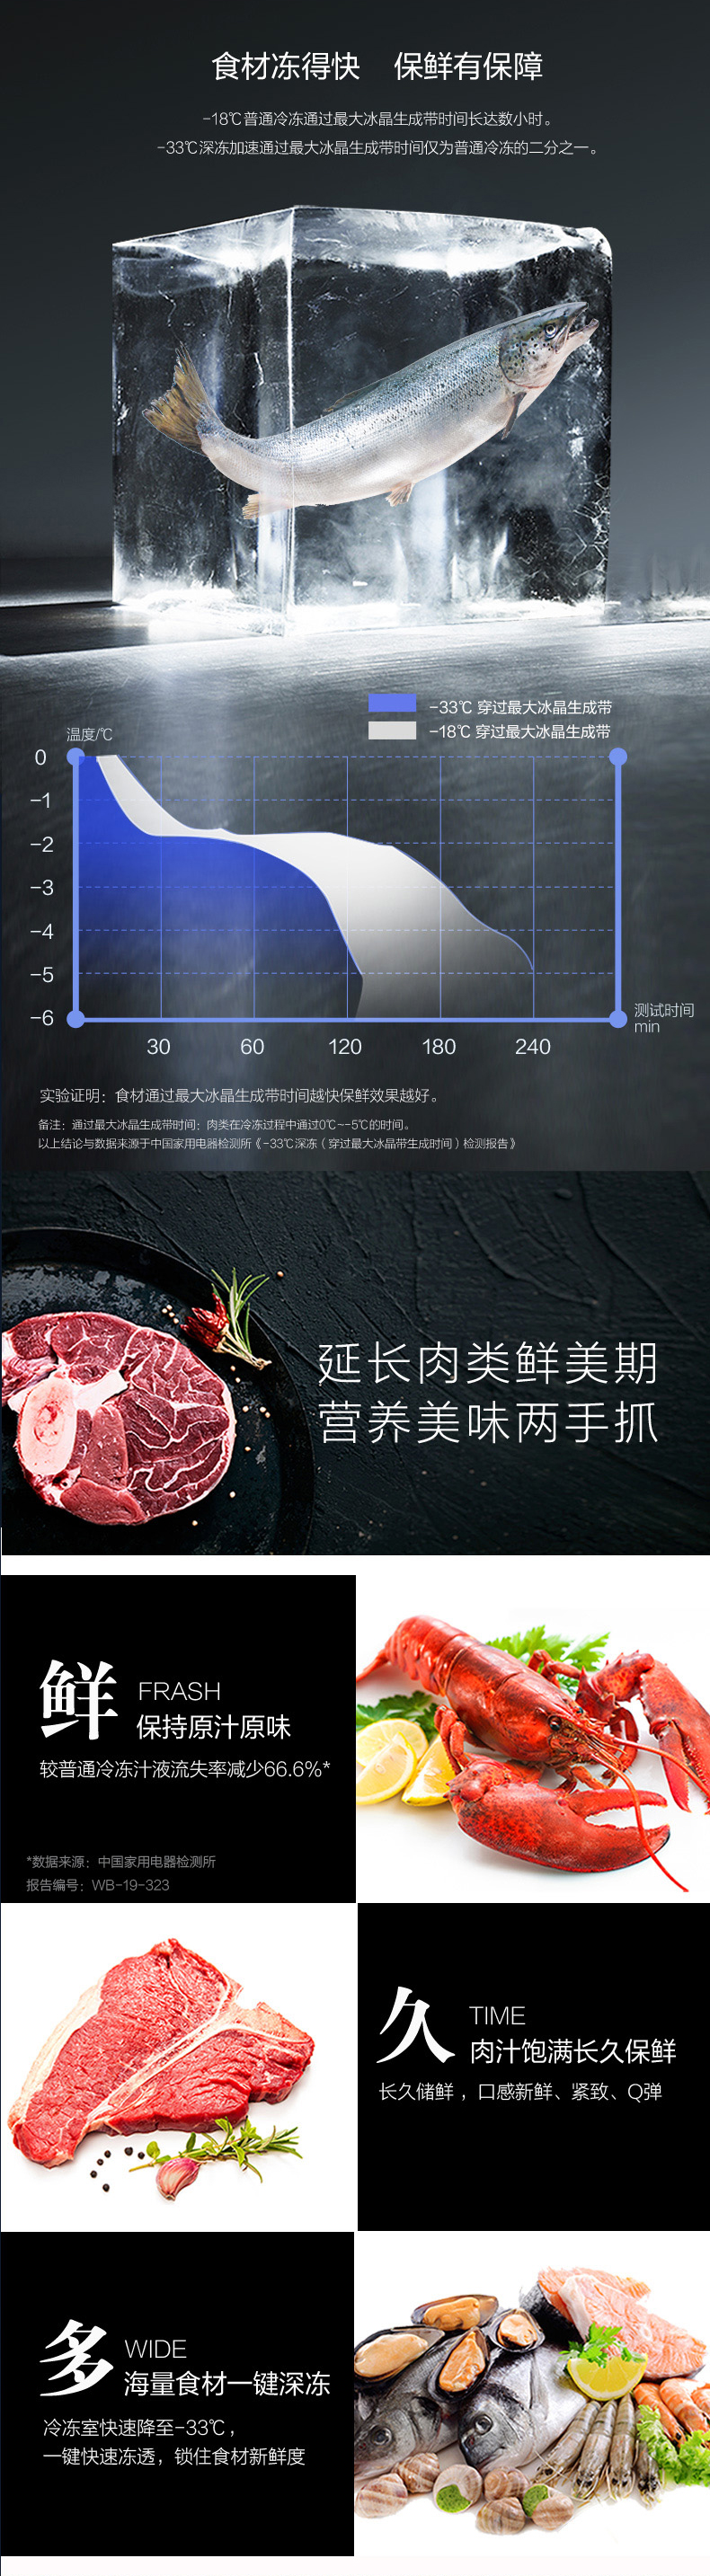 食材冻得快 保鲜有保障
-18℃普通冷冻通过最大冰晶生成带时间长达数小时。
-33℃深冻加速通过最大冰晶生成带时间仅为普通冷冻的二分之一。
-33℃ 穿过最大冰晶生成带
-18℃ 穿过最大冰晶生成带
温度/℃
0
-1
-2
-3
-4
-5
-6
30 60 120 180 240
测试时间
min
实验证明：食材通过最大冰晶生成带时间越快保鲜效果越好。
备注：通过最大冰晶生成带时间：肉类在冷冻过程中通过0℃~-5℃的时间。
以上结论与数据来源于中国家用电器检测所《-33℃深冻（穿过最大冰晶带生成时间）检测报告》
延长肉类鲜美期
营养美味两手抓
鲜 FRASH
保持原汁原味
较普通冷冻汁液流失率减少66.6%*
*数据来源：中国家用电器检测所
报告编号：WB-19-323
久 TIME
肉汁饱满长久保鲜
长久储鲜，口感新鲜、紧致、Q弹
多 WIDE
海量食材一键深冻
冷冻室快速降至-33℃，
一键快速冻透，锁住食材新鲜度